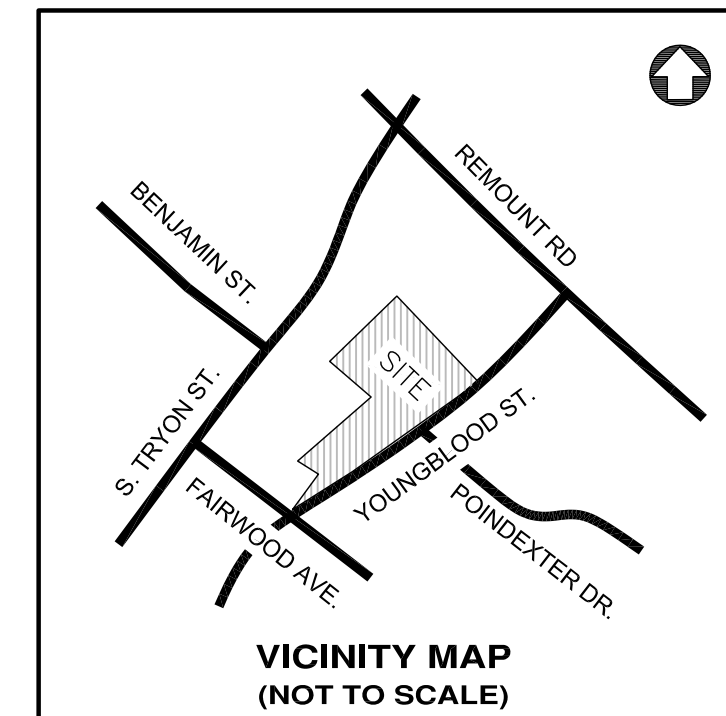 REMOUNT RD
BENJAMIN ST.
SITE
S. TRYON ST.
YOUNGBLOOD ST.
FAIRWOOD AVE.
POINDEXTER DR.
VICINITY MAP
(NOT TO SCALE)